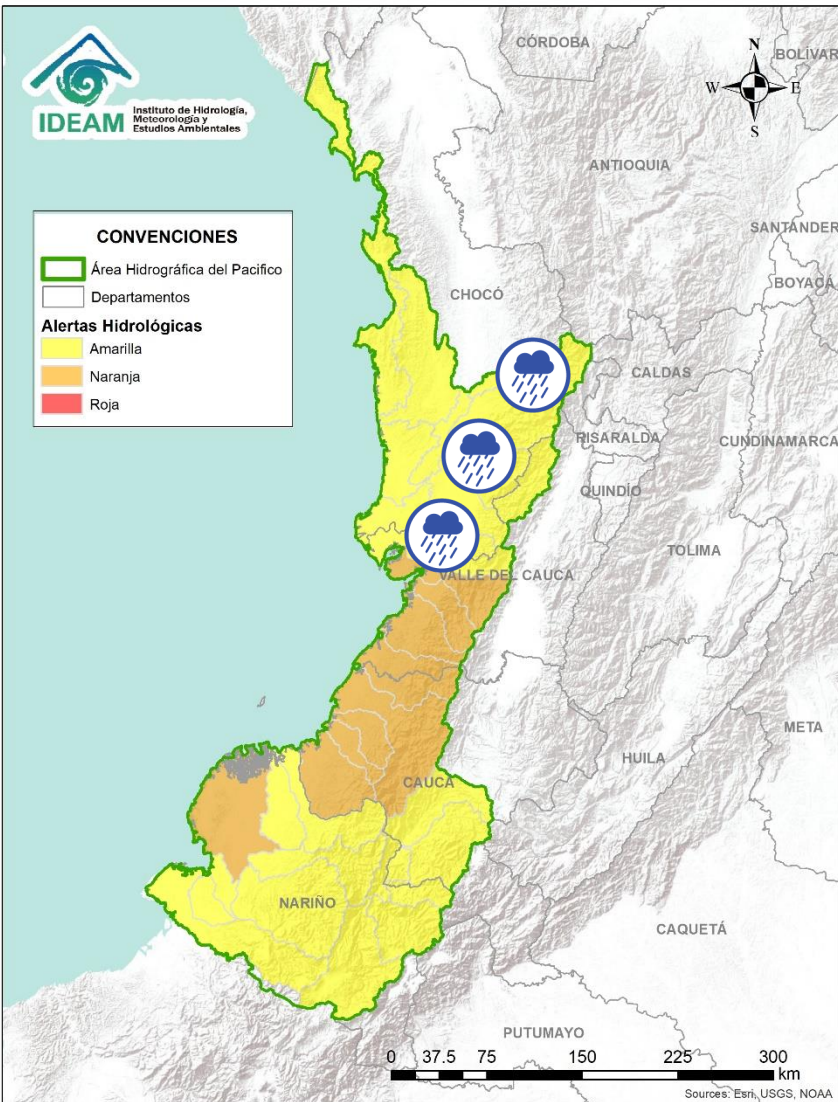 IDEAM
Instituto de Hidrología,
Meteorología y
Estudios Ambientales
N
W
E
S
CÓRDOBA
BOLÍVAR
ANTIOQUIA
SANTANDER
BOYACÁ
CHOCÓ
CALDAS
RISARALDA
CUNDINAMARCA
QUINDÍO
TOLIMA
VALLE DEL CAUCA
META
HUILA
CAUCA
NARIÑO
CAQUETÁ
PUTUMAYO
CONVENCIONES
Área Hidrográfica del Pacifico
Departamentos
Alertas Hidrológicas
Amarilla
Naranja
Roja
0 37.5 75 150 225 300
km
Sources: Esri, USGS, NOAA